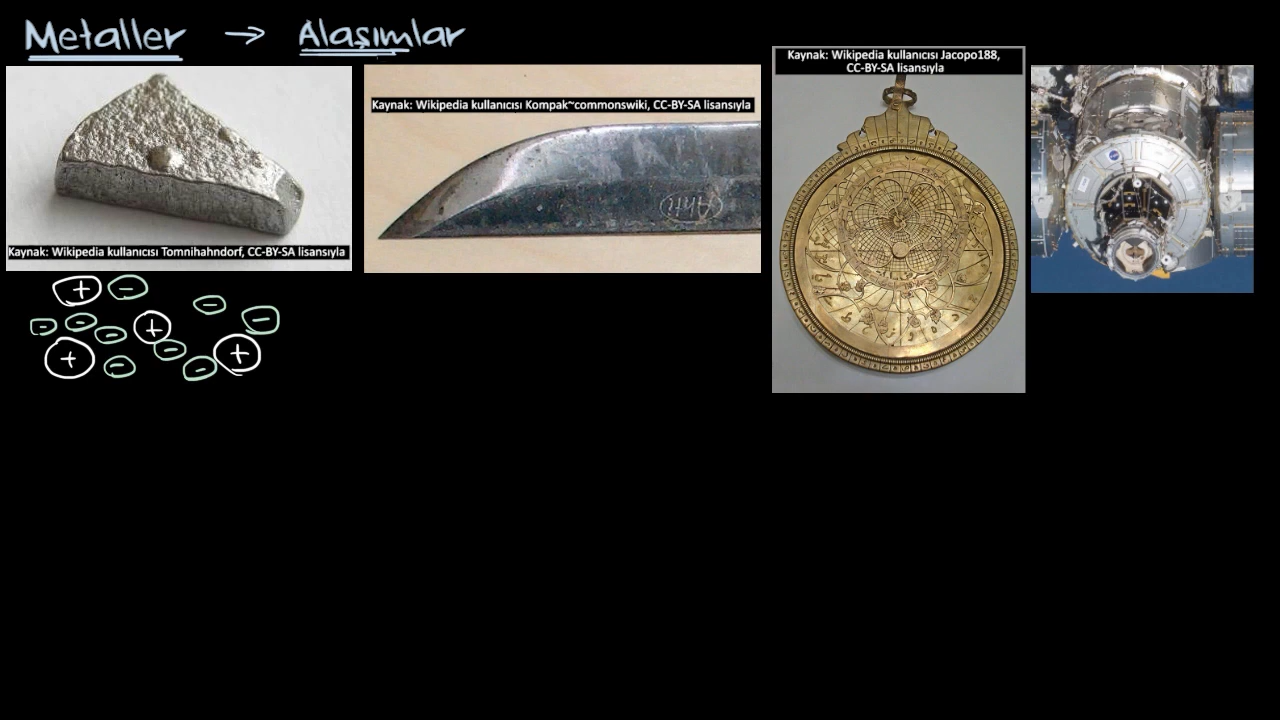 Metaller → Alaşımlar
Kaynak: Wikipedia kullanıcısı Jacopo188,
CC-BY-SA lisansıyla
Kaynak: Wikipedia kullanıcısı Kompak~commonswiki, CC-BY-SA lisansıyla
(Ahti)
Kaynak: Wikipedia kullanıcısı Tomnihahndorf, CC-BY-SA lisansıyla
+ −
−
− − − + −
+ − − − +